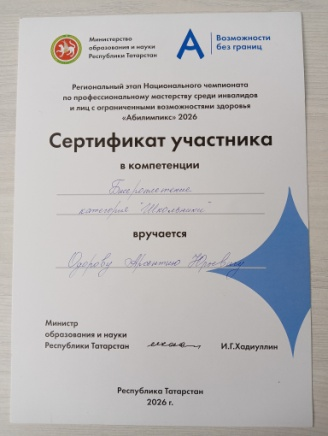 Министерство
образования и науки
Республики Татарстан
Возможности
без границ
Региональный этап Национального чемпионата
по профессиональному мастерству среди инвалидов
и лиц с ограниченными возможностями здоровья
«Абилимпикс» 2026
Сертификат участника
в компетенции
Бисероплетение
категория "Школьники"
вручается
Министр
образования и науки
Республики Татарстан
И.Г.Хадиуллин
Республика Татарстан
2026 г.